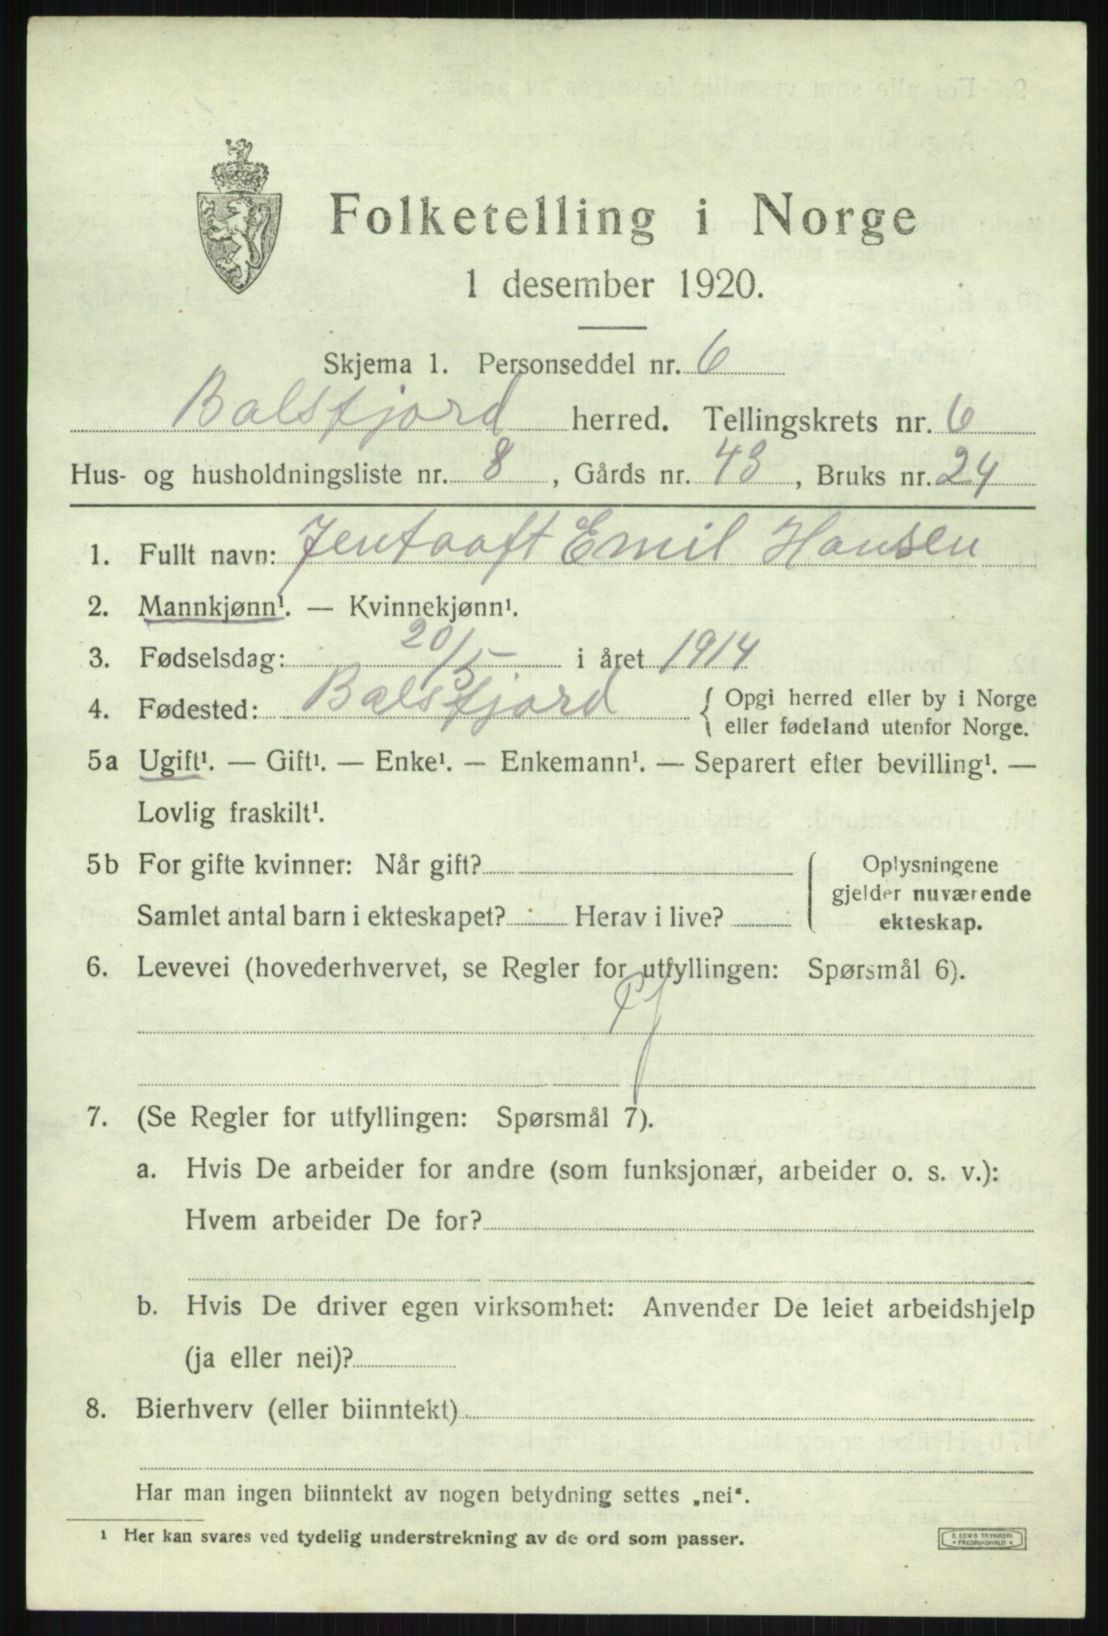 Folketelling i Norge
1 desember 1920.
Skjema 1. Personseddel nr. 6
Balsfjord herred. Tellingskrets nr. 6
Hus- og husholdningsliste nr. 8, Gårds nr. 43, Bruks nr. 24
1. Fullt navn: Jentoaft Emil Hansen
2. Mannkjønn¹. — Kvinnekjønn¹.
3. Fødselsdag: 20/5 i året 1914
4. Fødested: Balsfjord { Opgi herred eller by i Norge
eller fødeland utenfor Norge.
5a Ugift¹. — Gift¹. — Enke¹. — Enkemann¹. — Separert efter bevilling¹. —
Lovlig fraskilt¹.
5b For gifte kvinner: Når gift?
Samlet antal barn i ekteskapet? Herav i live?
Oplysningene
gjelder nuværende
ekteskap.
6. Levevei (hovederhvervet, se Regler for utfyllingen: Spørsmål 6).
7. (Se Regler for utfyllingen: Spørsmål 7).
a. Hvis De arbeider for andre (som funksjonær, arbeider o. s. v.):
Hvem arbeider De for?
b. Hvis De driver egen virksomhet: Anvender De leiet arbeidshjelp
(ja eller nei)?
8. Bierhverv (eller biinntekt)
Har man ingen biinntekt av nogen betydning settes „nei“.
¹ Her kan svares ved tydelig understrekning av de ord som passer.
E. SEM'S TRYKKERI
* FREDRIKSHALD *